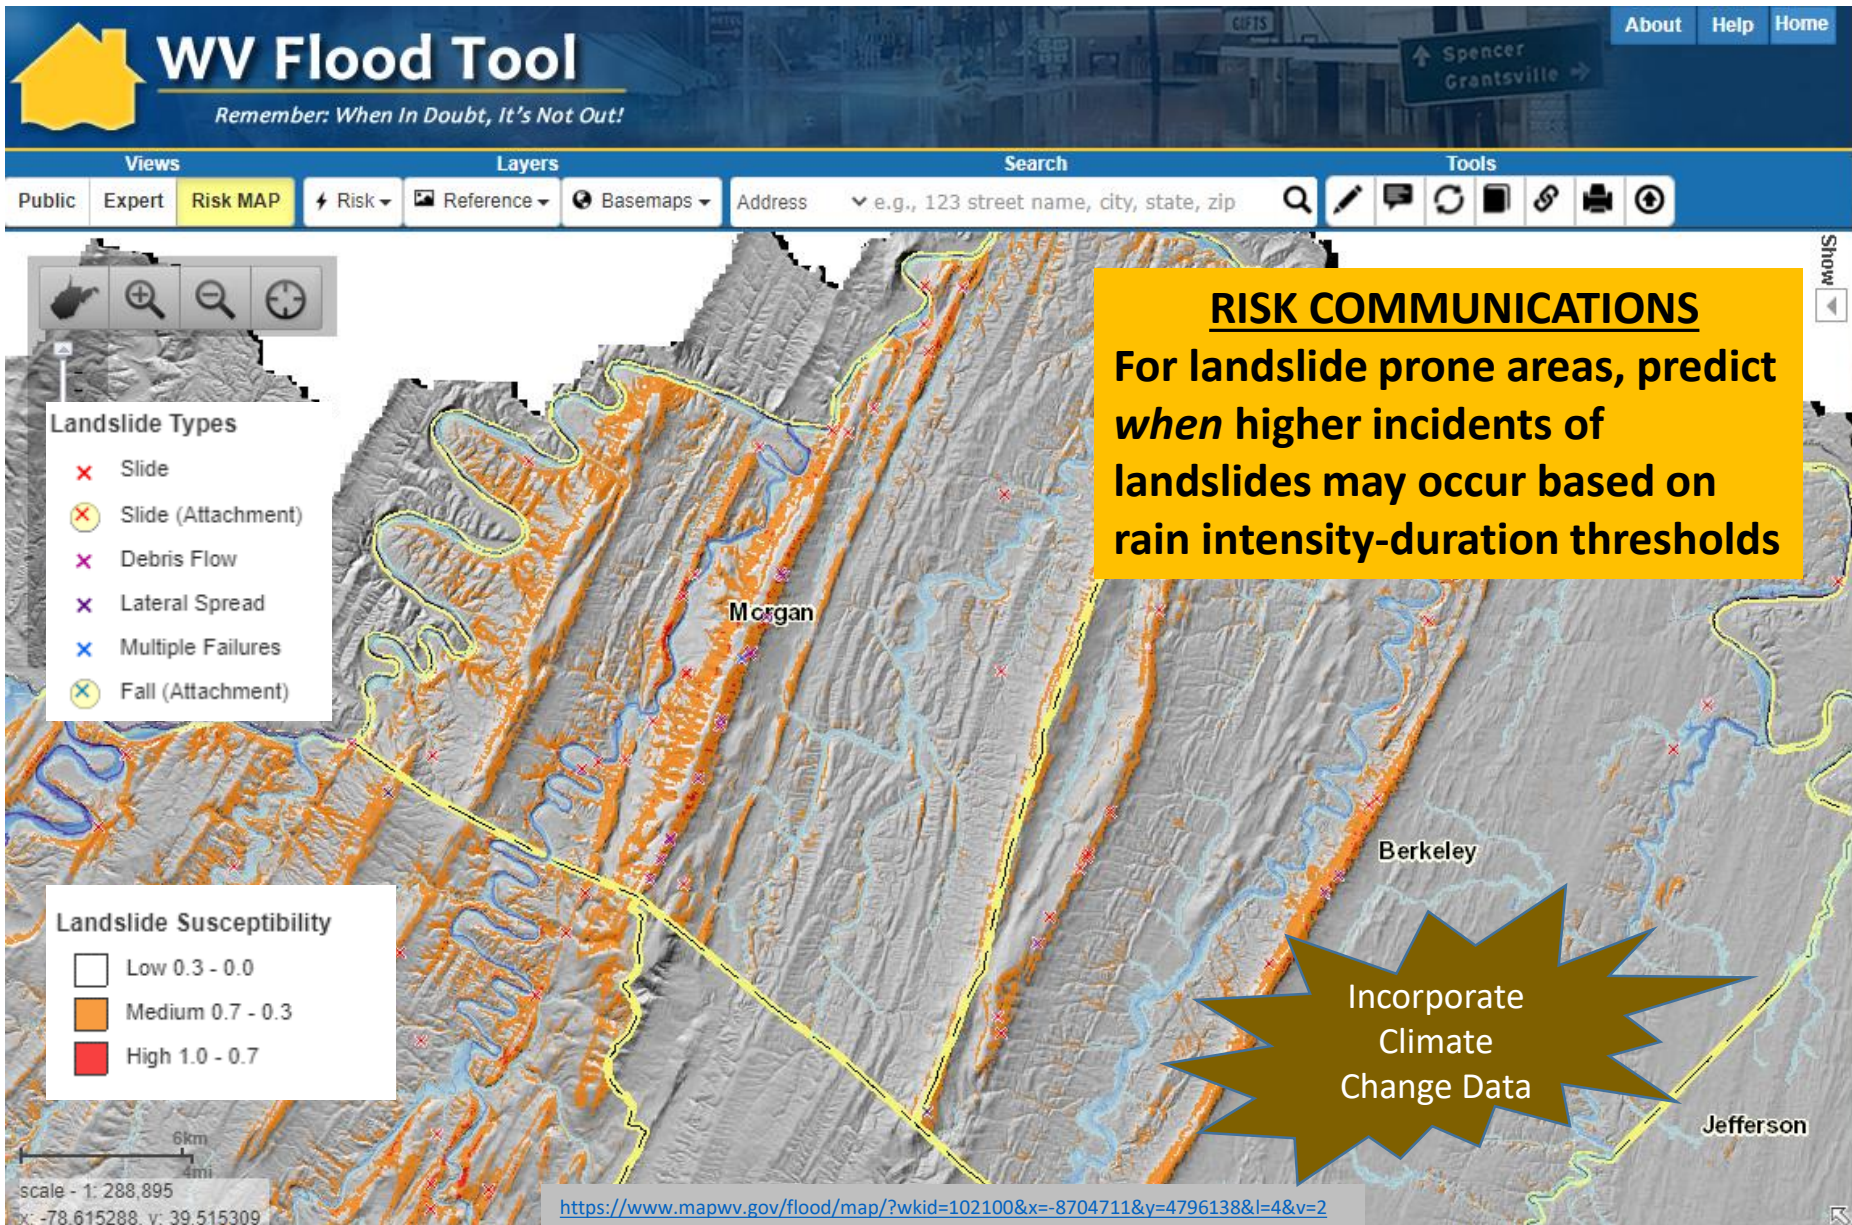 WV Flood Tool
Remember: When In Doubt, It's Not Out!
GIFTS
Spencer
Grantsville
About Help Home
Views Layers Search Tools
Public Expert Risk MAP Risk Reference Basemaps Address e.g., 123 street name, city, state, zip
Show
RISK COMMUNICATIONS
For landslide prone areas, predict
when higher incidents of
landslides may occur based on
rain intensity-duration thresholds
Landslide Types
Slide
Slide (Attachment)
Debris Flow
Lateral Spread
Multiple Failures
Fall (Attachment)
Morgan
Berkeley
Landslide Susceptibility
Low 0.3 - 0.0
Medium 0.7 - 0.3
High 1.0 - 0.7
Incorporate
Climate
Change Data
Jefferson
6km
4mi
scale - 1: 288,895
x: -78.615288, y: 39.515309
https://www.mapwv.gov/flood/map/?wkid=102100&x=-8704711&y=4796138&l=4&v=2